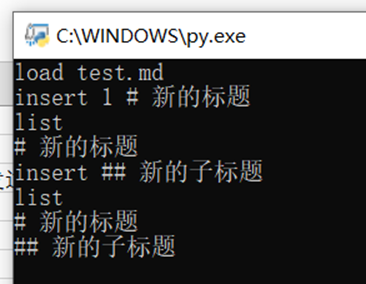 C:\WINDOWS\py.exe
load test.md
insert 1 # 新的标题
list
# 新的标题
insert ## 新的子标题
list
# 新的标题
## 新的子标题